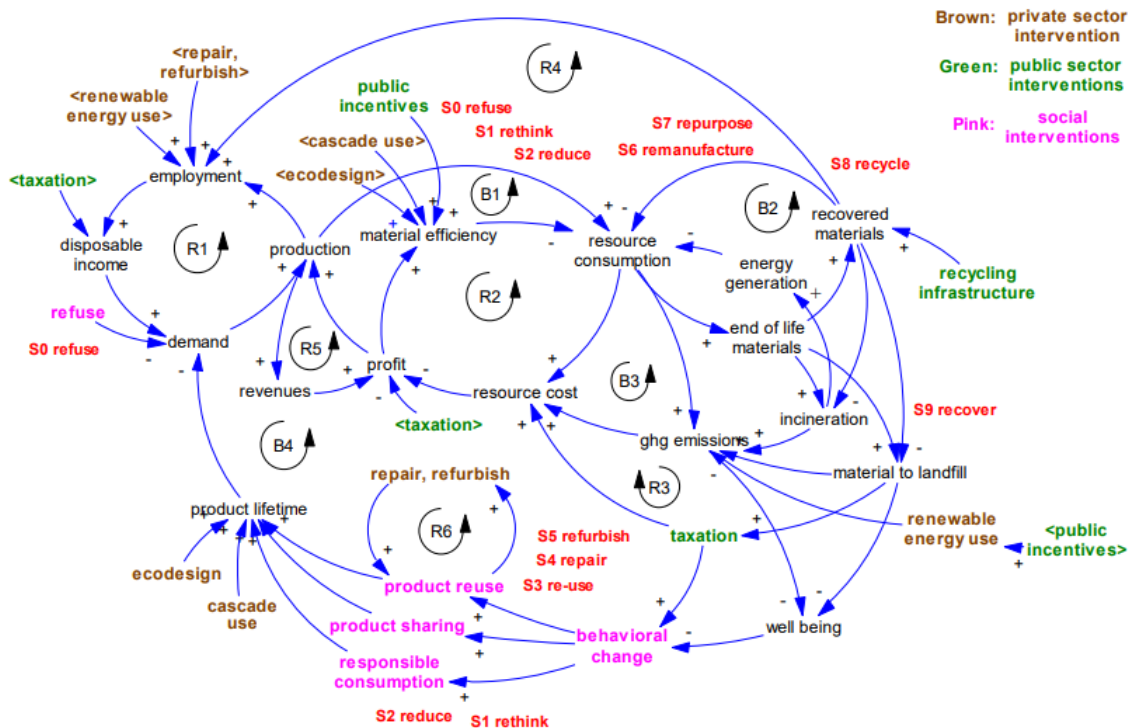 Brown: private sector
intervention
Green: public sector
interventions
Pink: social
interventions
<repair,
refurbish>
R4
public
incentives
<renewable
energy use>
S0 refuse
S1 rethink
S2 reduce
S7 repurpose
S6 remanufacture
S8 recycle
<cascade use>
<taxation>
employment
<ecodesign>
B1
B2
recovered
materials
disposable
income
R1
production
material efficiency
resource
consumption
energy
generation
recycling
infrastructure
R2
refuse
S0 refuse
demand
end of life
materials
R5
profit
revenues
resource cost
B3
incineration
S9 recover
<taxation>
B4
ghg emissions
material to landfill
repair, refurbish
R3
product lifetime
R6
S5 refurbish
S4 repair
S3 re-use
taxation
renewable
energy use
<public
incentives>
ecodesign
product reuse
cascade
use
product sharing
behavioral
change
well being
responsible
consumption
S2 reduce
S1 rethink
+
+
+
+
+
+
+
+
+
+
+
-
+
-
-
+
+
+
+
+
-
-
+
+
-
-
+
+
+
+
-
+
+
-
+
+
-
+
-
-
+
+
+
+
+
+
+
+
+
-
-
+
-
+
+
+